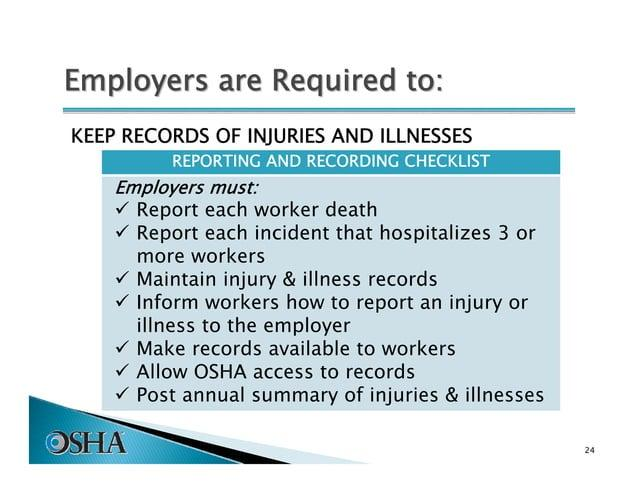 Employers are Required to:
KEEP RECORDS OF INJURIES AND ILLNESSES
REPORTING AND RECORDING CHECKLIST
Employers must:
✓ Report each worker death
✓ Report each incident that hospitalizes 3 or
more workers
✓ Maintain injury & illness records
✓ Inform workers how to report an injury or
illness to the employer
✓ Make records available to workers
✓ Allow OSHA access to records
✓ Post annual summary of injuries & illnesses
OSHA
24